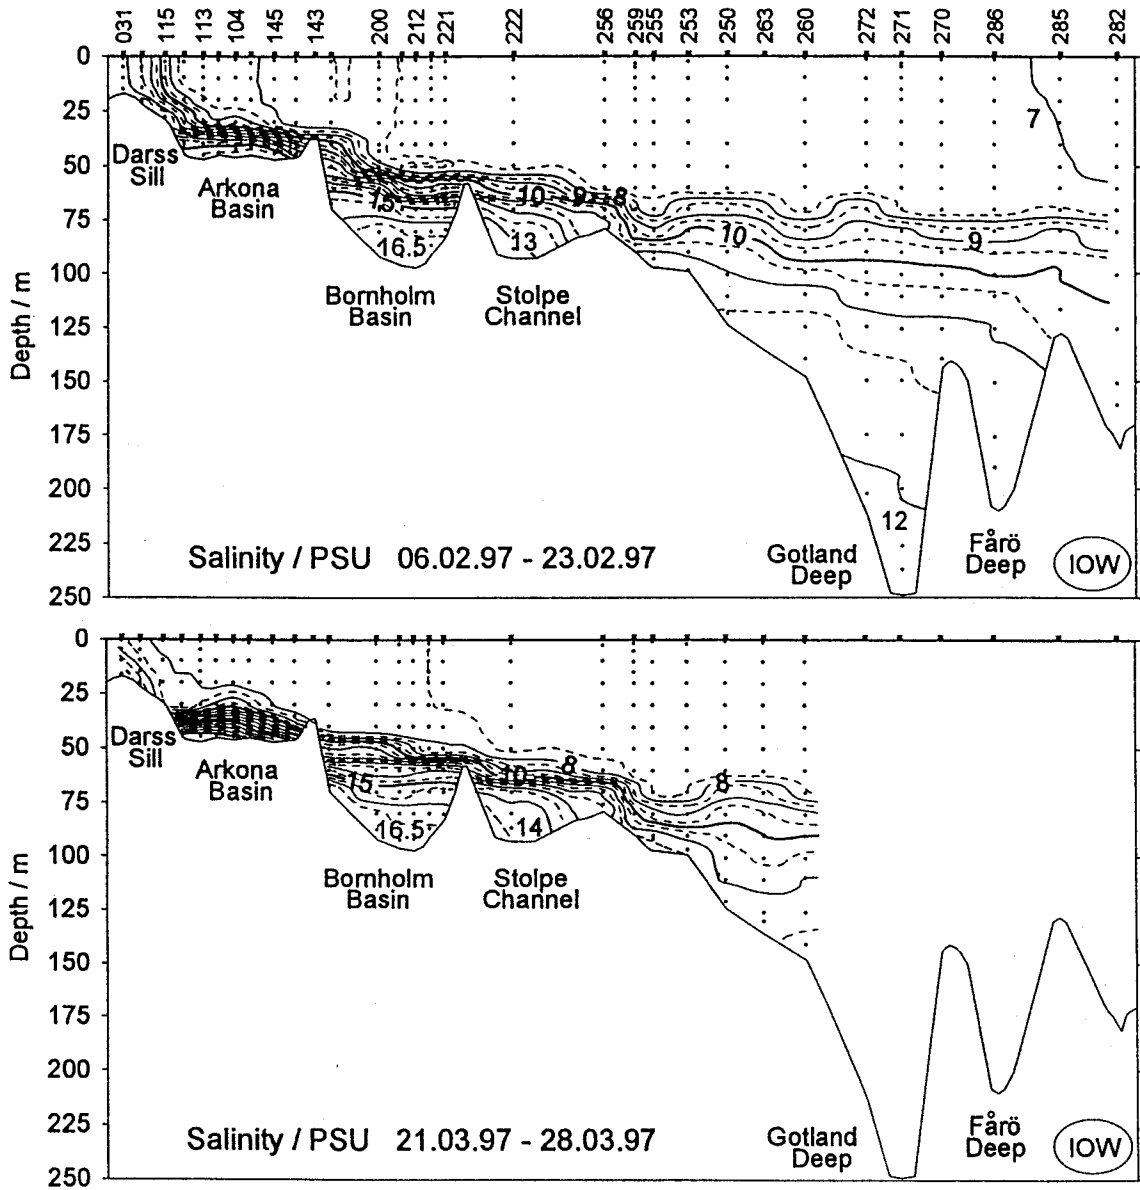 031 115 113 104 145 143 200 212 221 222 256 259 255 253 250 263 260 272 271 270 286 285 282
0
25
50
75
100
125
150
175
200
225
250
Depth / m
7
Darss
Sill
Arkona
Basin
15
10
9
8
16.5
13
10
9
Bornholm
Basin
Stolpe
Channel
12
Salinity / PSU 06.02.97 - 23.02.97
Gotland
Deep
Fårö
Deep
IOW
0
25
50
75
100
125
150
175
200
225
250
Depth / m
Darss
Sill
Arkona
Basin
15
10
8
8
16.5
14
Bornholm
Basin
Stolpe
Channel
Salinity / PSU 21.03.97 - 28.03.97
Gotland
Deep
Fårö
Deep
IOW